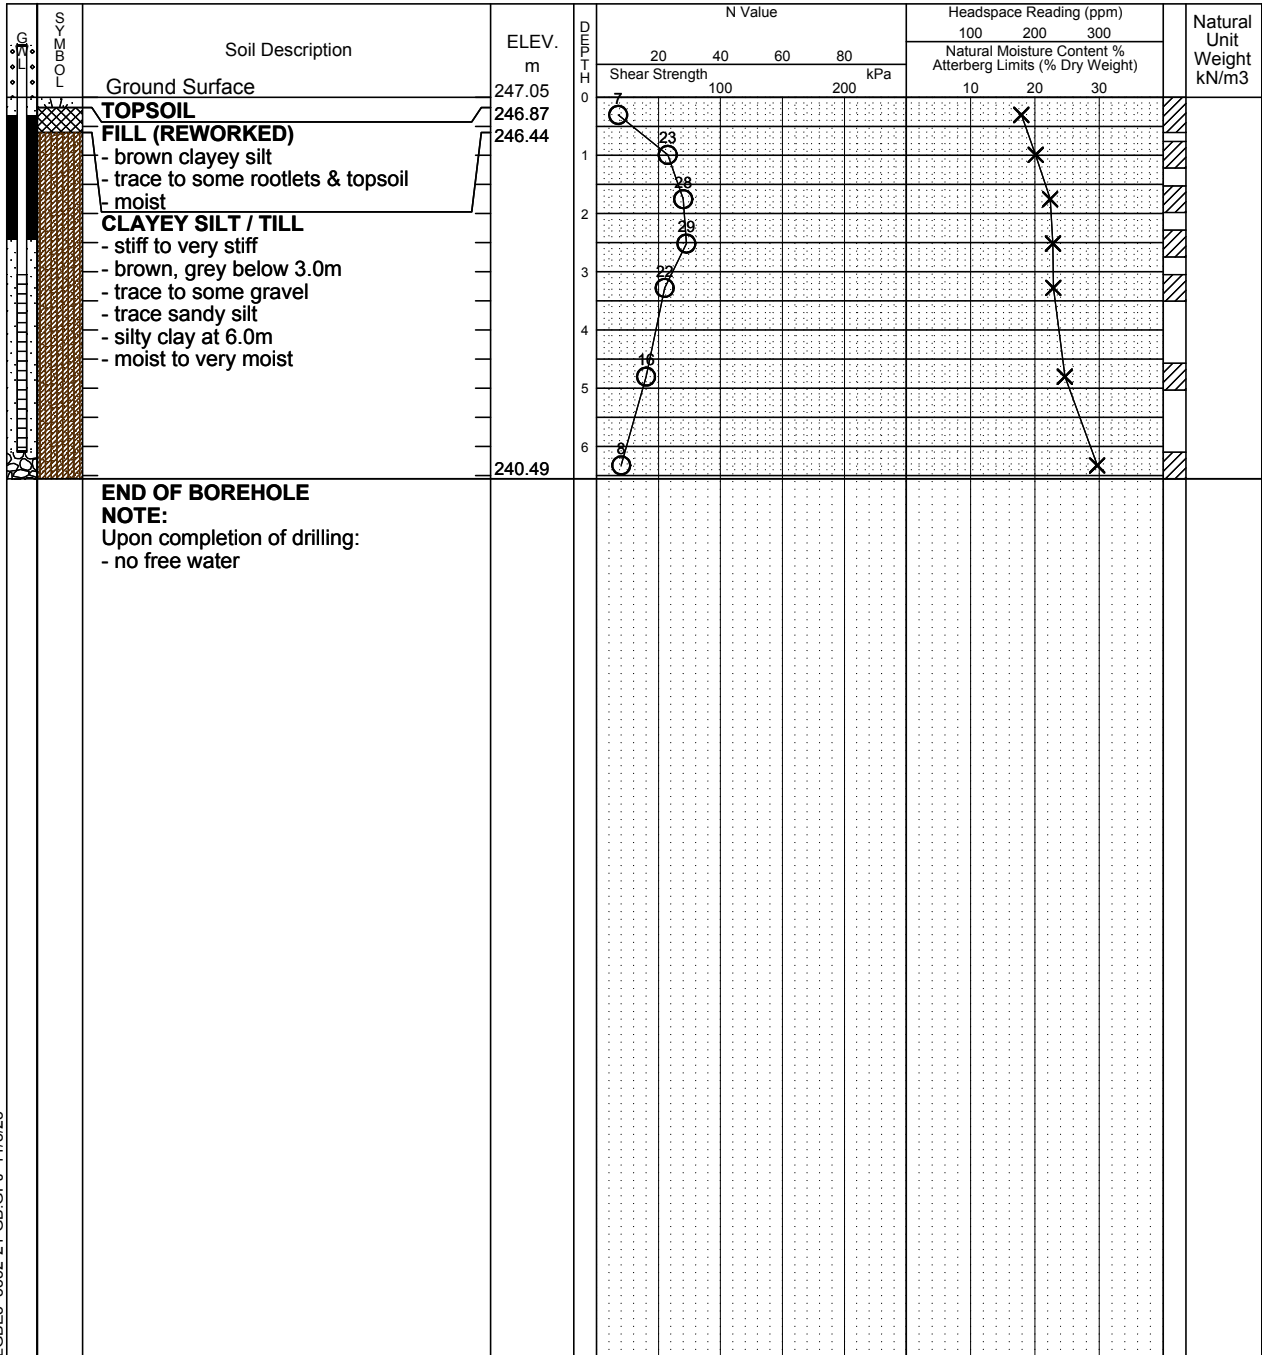 GWL
SYMBOL
Soil Description
ELEV.
m
DEPTH
N Value
20 40 60 80
Shear Strength kPa
100 200
Headspace Reading (ppm)
100 200 300
Natural Moisture Content %
Atterberg Limits (% Dry Weight)
10 20 30
Natural
Unit
Weight
kN/m3
Ground Surface 247.05
0
TOPSOIL 246.87
7
FILL (REWORKED) 246.44
23
- brown clayey silt
1
- trace to some rootlets & topsoil
28
- moist
2
CLAYEY SILT / TILL
29
- stiff to very stiff
- brown, grey below 3.0m
3
22
- trace to some gravel
- trace sandy silt
4
- silty clay at 6.0m
- moist to very moist
16
5
6
8
240.49
END OF BOREHOLE
NOTE:
Upon completion of drilling:
- no free water